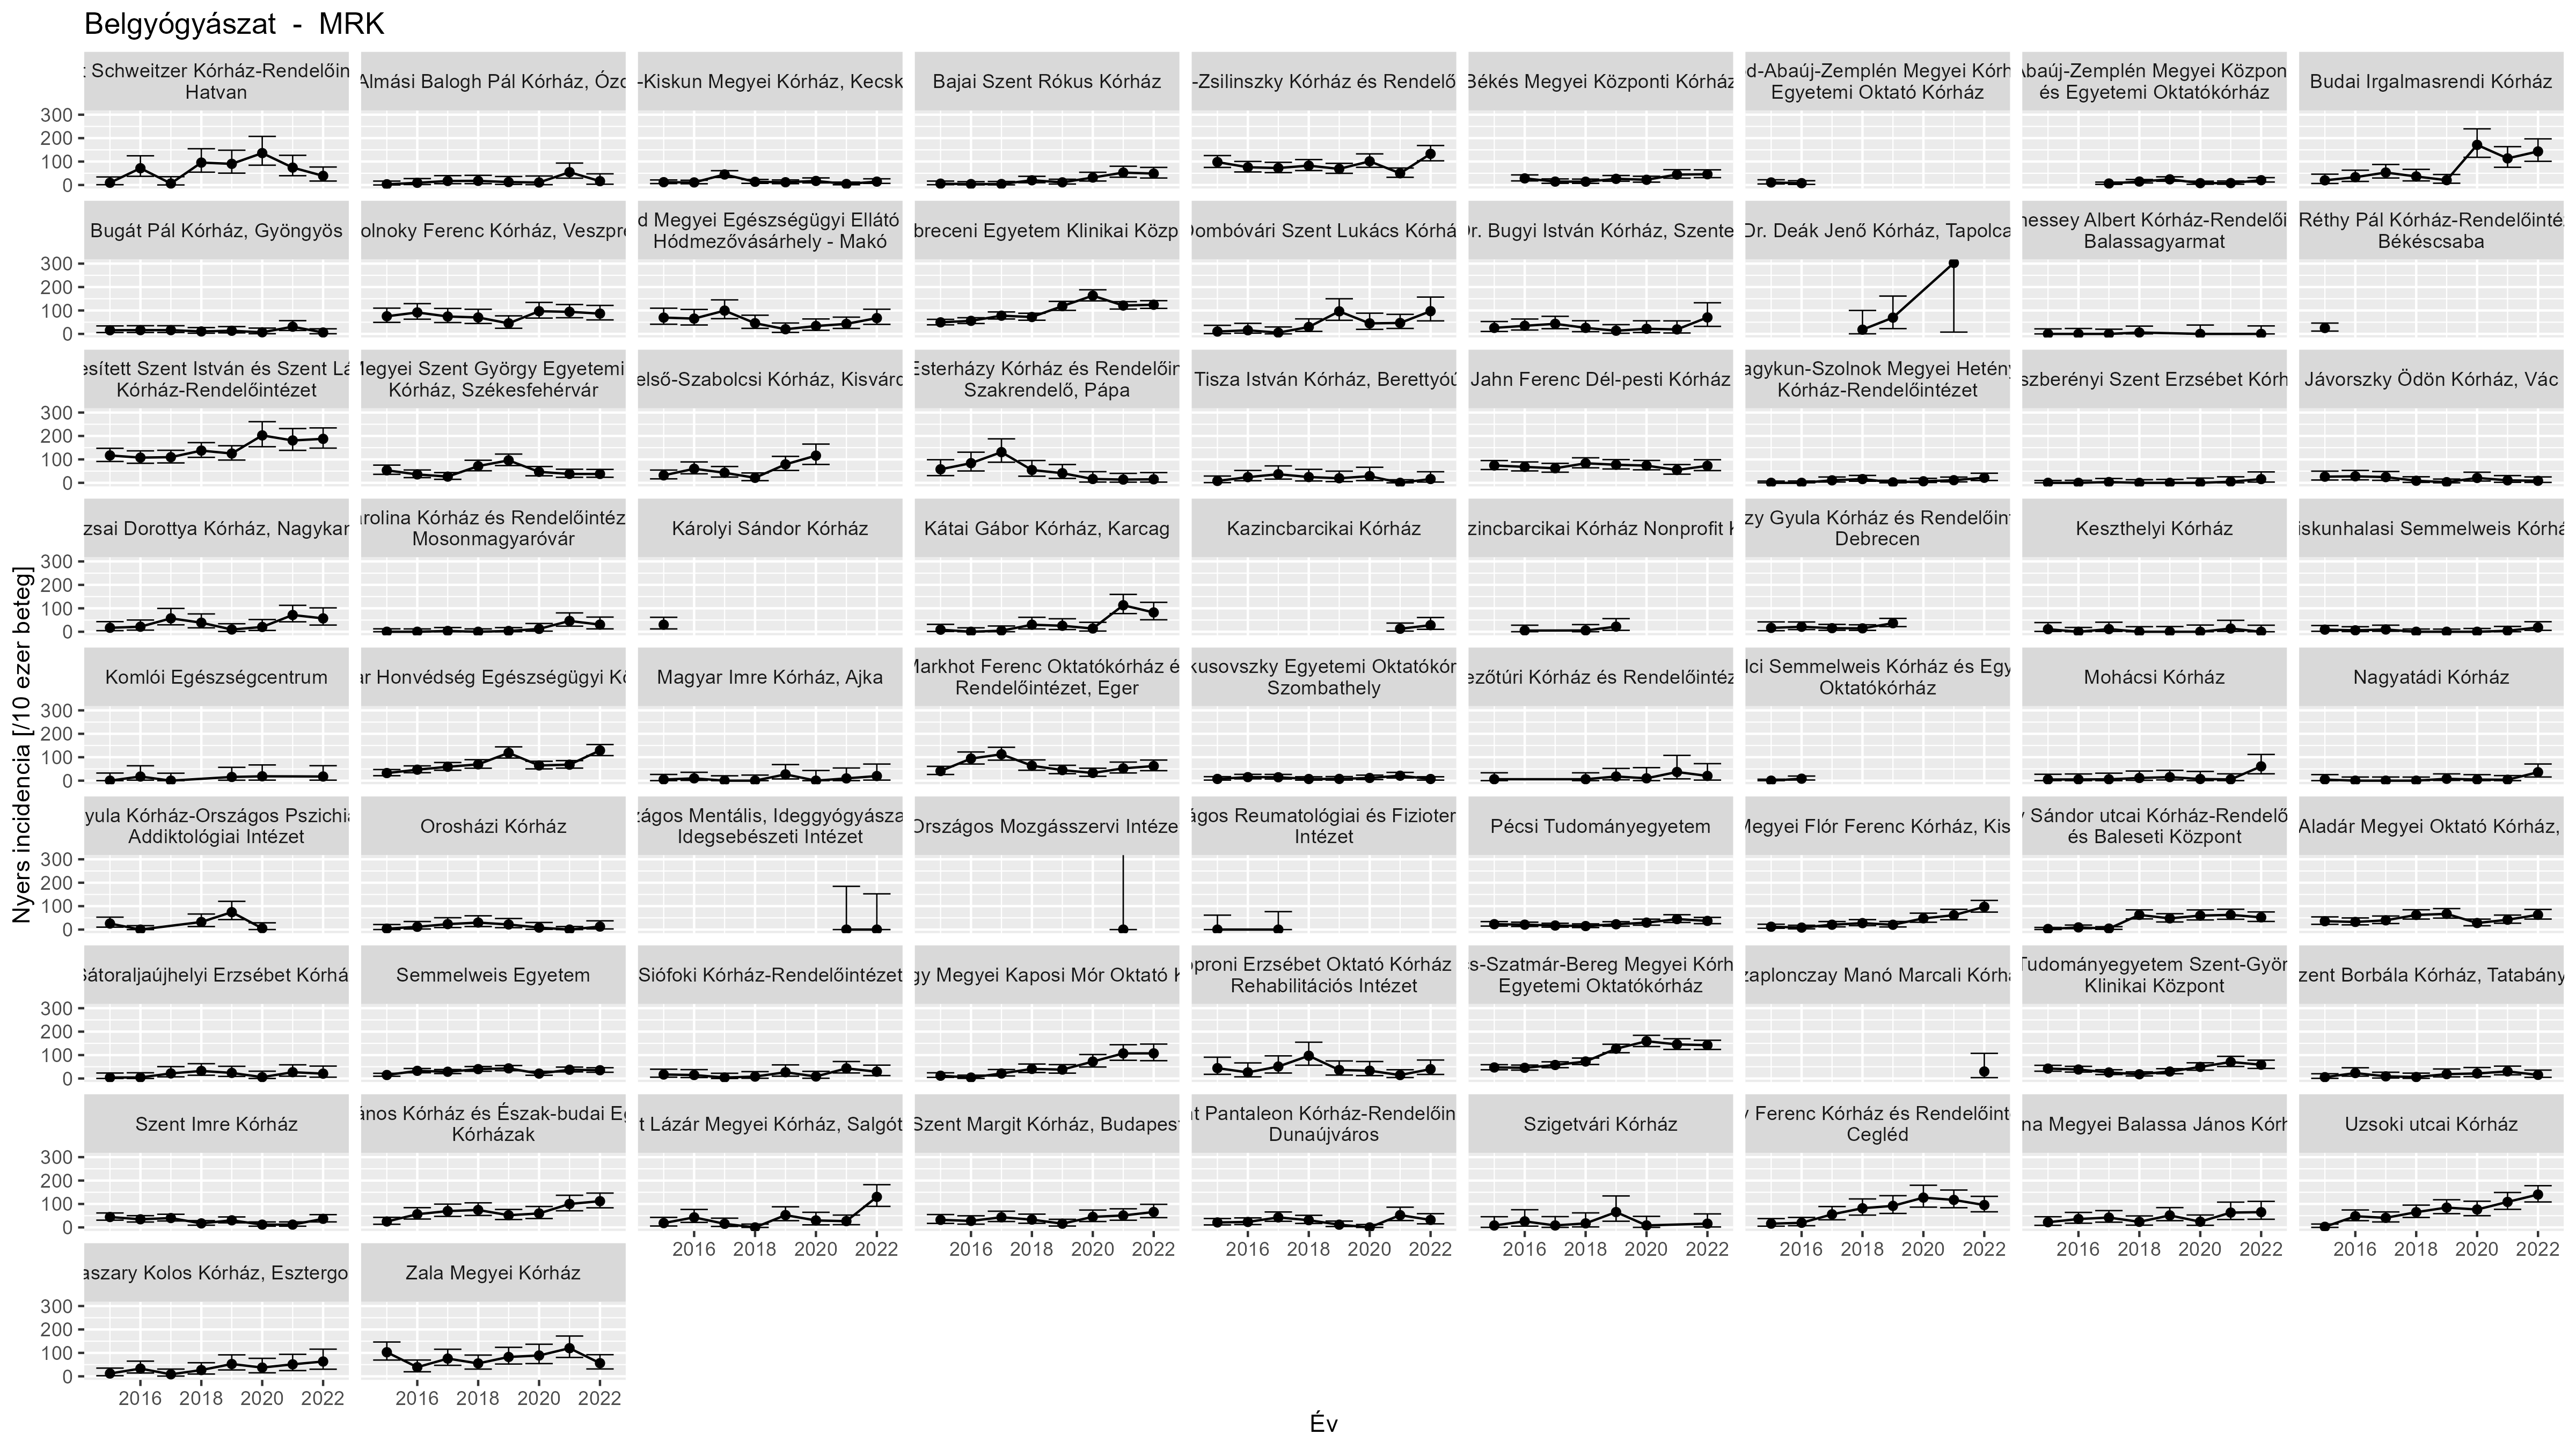 Belgyógyászat - MRK
Schweitzer Kórház-Rendelőin
Hatvan
Almási Balogh Pál Kórház, Ózd
-Kiskun Megyei Kórház, Kecsk
Bajai Szent Rókus Kórház
-Zsilinszky Kórház és Rendelő
Békés Megyei Központi Kórház
d-Abaúj-Zemplén Megyei Kórh
Egyetemi Oktató Kórház
Abaúj-Zemplén MegyeiKözpon
és Egyetemi Oktatókórház
Budai Irgalmasrendi Kórház
300
200
100
0
Bugát Pál Kórház, Gyöngyös
olnoky Ferenc Kórház, Veszpré
d Megyei Egészségügyi Ellátó
Hódmezővásárhely - Makó
breceni Egyetem Klinikai Közp
Dombóvári Szent Lukács Kórhá
Dr. Bugyi István Kórház, Szente
Dr. Deák Jenő Kórház, Tapolca
nessey Albert Kórház-Rendelői
Balassagyarmat
Réthy Pál Kórház-Rendelőinté
Békéscsaba
300
200
100
0
esített Szent István és Szent Lá
Kórház-Rendelőintézet
Megyei Szent György Egyetemi
Kórház, Székesfehérvár
első-Szabolcsi Kórház, Kisvárd
Esterházy Kórház és Rendelőin
Szakrendelő, Pápa
Tisza István Kórház, Berettyóú
Jahn Ferenc Dél-pesti Kórház
agykun-Szolnok Megyei Hetény
Kórház-Rendelőintézet
szberényi Szent Erzsébet Kórh
Jávorszky Ödön Kórház, Vác
300
200
100
0
zsai Dorottya Kórház, Nagykan
arolina Kórház és Rendelőintéz
Mosonmagyaróvár
Károlyi Sándor Kórház
Kátai Gábor Kórház, Karcag
Kazincbarcikai Kórház
zincbarcikai Kórház Nonprofit K
zy Gyula Kórház és Rendelőint
Debrecen
Keszthelyi Kórház
iskunhalasi Semmelweis Kórhá
300
200
100
0
Komlói Egészségcentrum
ar Honvédség Egészségügyi Kö
Magyar Imre Kórház, Ajka
Markhot Ferenc Oktatókórház é
Rendelőintézet, Eger
kusovszky Egyetemi Oktatókór
Szombathely
ezőtúri Kórház és Rendelőintéz
lci Semmelweis Kórház és Egy
Oktatókórház
Mohácsi Kórház
Nagyatádi Kórház
300
200
100
0
yula Kórház-Országos Pszichiá
Addiktológiai Intézet
Orosházi Kórház
zágos Mentális, Ideggyógyásza
Idegsebészeti Intézet
Országos Mozgásszervi Intéze
ágos Reumatológiai és Fizioter
Intézet
Pécsi Tudományegyetem
Megyei Flór Ferenc Kórház, Kis
Sándor utcai Kórház-Rendelő
és Baleseti Központ
Aladár Megyei Oktató Kórház,
300
200
100
0
Sátoraljaújhelyi Erzsébet Kórhá
Semmelweis Egyetem
Siófoki Kórház-Rendelőintézet
gy Megyei Kaposi Mór Oktató K
oproni Erzsébet Oktató Kórház
Rehabilitációs Intézet
cs-Szatmár-Bereg Megyei Kórh
Egyetemi Oktatókórház
zaplonczay Manó Marcali Kórhá
Tudományegyetem Szent-Györ
Klinikai Központ
zent Borbála Kórház, Tatabány
300
200
100
0
Szent Imre Kórház
ános Kórház és Észak-budai Eg
Kórházak
t Lázár Megyei Kórház, Salgót
Szent Margit Kórház, Budapest
nt Pantaleon Kórház-Rendelőin
Dunaújváros
Szigetvári Kórház
Ferenc Kórház és Rendelőint
Cegléd
na Megyei Balassa János Kórh
Uzsoki utcai Kórház
300
200
100
0
2016 2018 2020 2022
2016 2018 2020 2022
2016 2018 2020 2022
2016 2018 2020 2022
2016 2018 2020 2022
2016 2018 2020 2022
2016 2018 2020 2022
aszary Kolos Kórház, Esztergo
Zala Megyei Kórház
300
200
100
0
2016 2018 2020 2022
2016 2018 2020 2022
Év
Nyers incidencia [/10 ezer beteg]